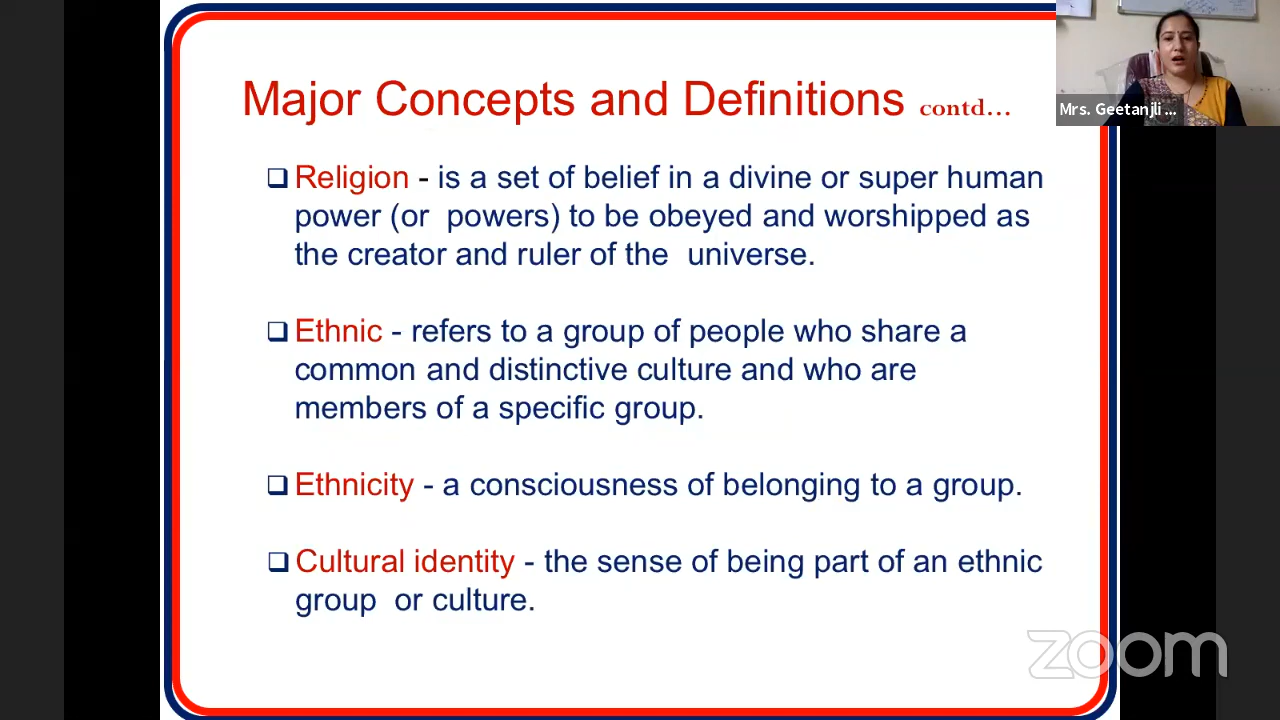 Major Concepts and Definitions contd...
Mrs. Geetanjli ...
❑ Religion - is a set of belief in a divine or super human
power (or powers) to be obeyed and worshipped as
the creator and ruler of the universe.
❑ Ethnic - refers to a group of people who share a
common and distinctive culture and who are
members of a specific group.
❑ Ethnicity - a consciousness of belonging to a group.
❑ Cultural identity - the sense of being part of an ethnic
group or culture.
zoom